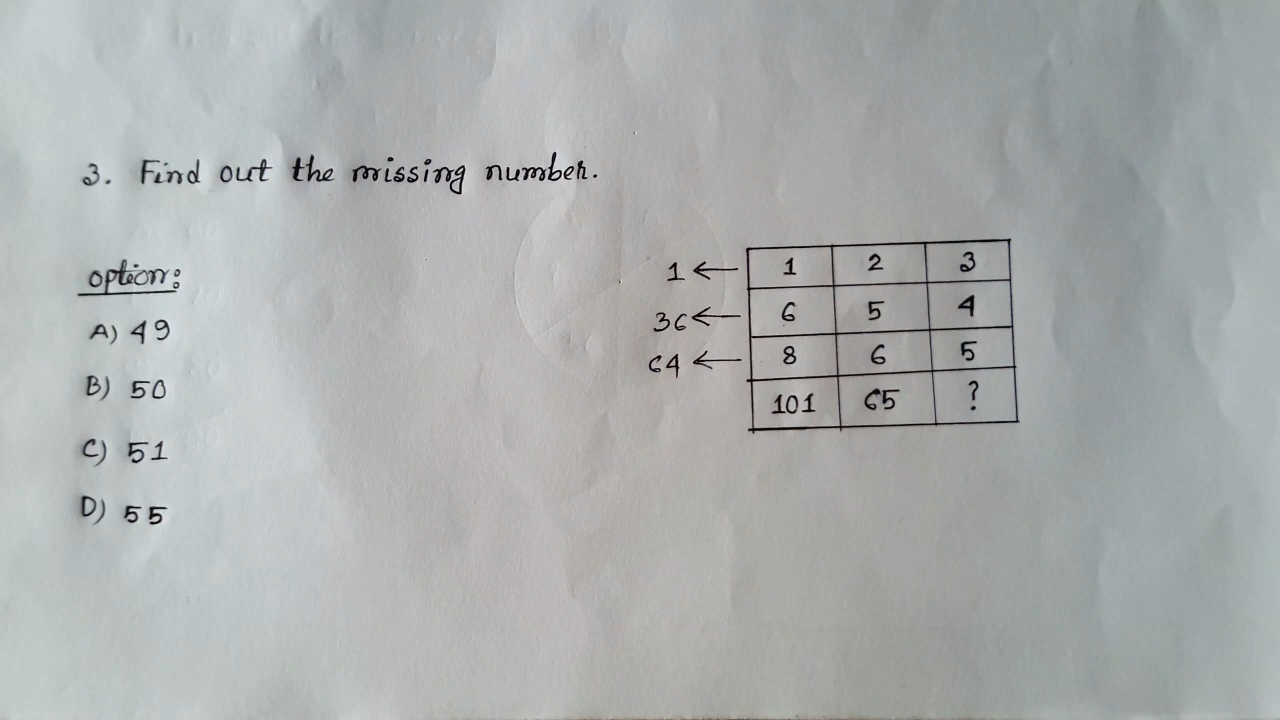 3. Find out the missing number.
option:
A) 49
B) 50
C) 51
D) 55
1 ← 1 2 3
36 ← 6 5 4
64 ← 8 6 5
101 65 ?